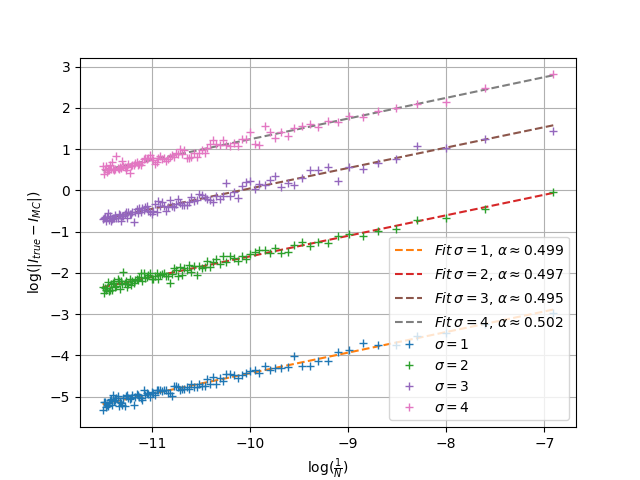 3
2
1
0
−1
−2
−3
−4
−5
log(|I_true − I_MC|)
Fit σ = 1, α ≈ 0.499
Fit σ = 2, α ≈ 0.497
Fit σ = 3, α ≈ 0.495
Fit σ = 4, α ≈ 0.502
σ = 1
σ = 2
σ = 3
σ = 4
−11 −10 −9 −8 −7
log(1/N)